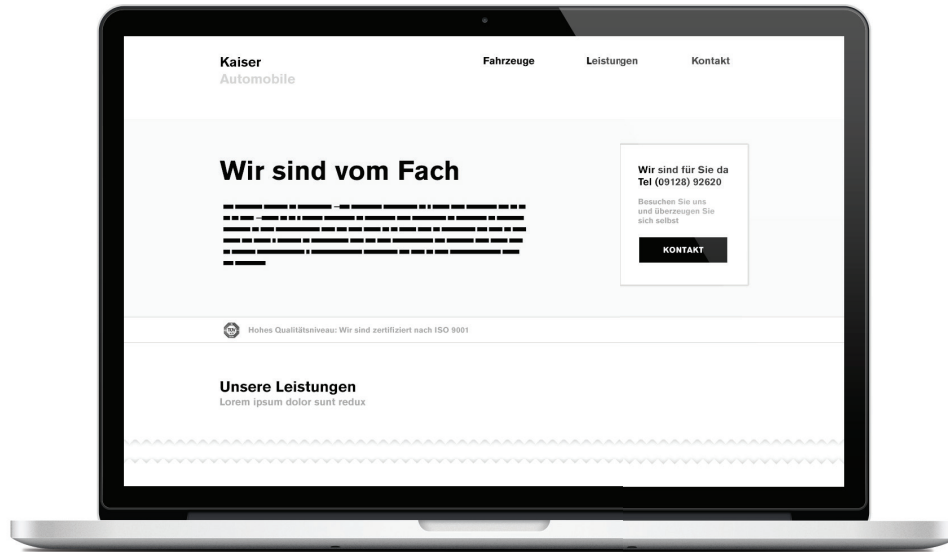 Kaiser
Automobile
Fahrzeuge
Leistungen
Kontakt
Wir sind vom Fach
Wir sind für Sie da
Tel (09128) 92620
Besuchen Sie uns
und überzeugen Sie
sich selbst
KONTAKT
Hohes Qualitätsniveau: Wir sind zertifiziert nach ISO 9001
Unsere Leistungen
Lorem ipsum dolor sunt redux